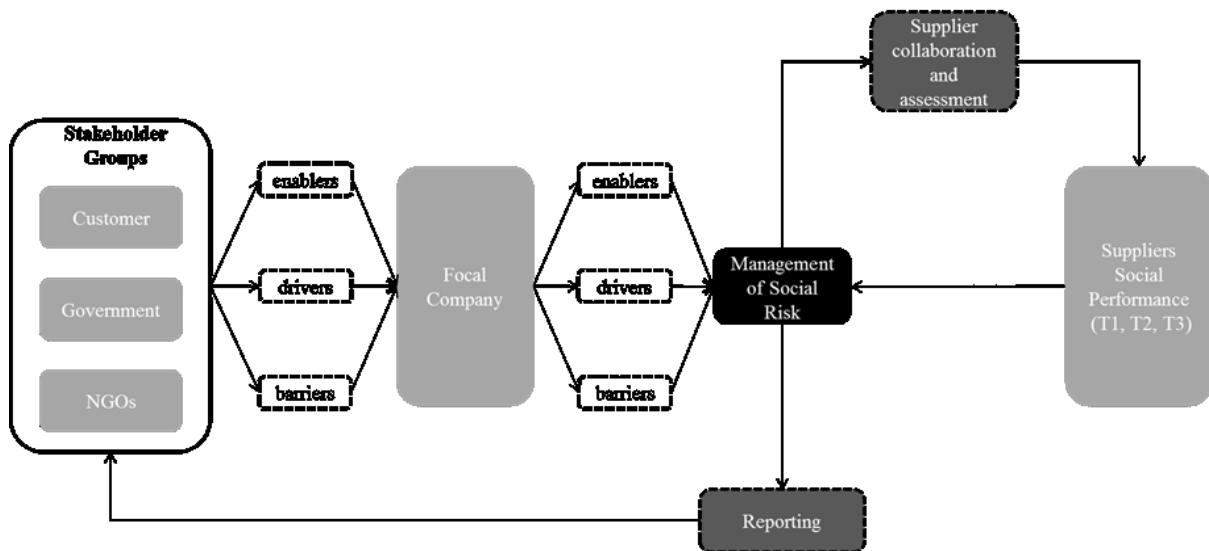 Supplier
collaboration
and
assessment
Stakeholder
Groups
Customer
Government
NGOs
enablers
drivers
barriers
Focal
Company
enablers
drivers
barriers
Management
of Social
Risk
Suppliers
Social
Performance
(T1, T2, T3)
Reporting